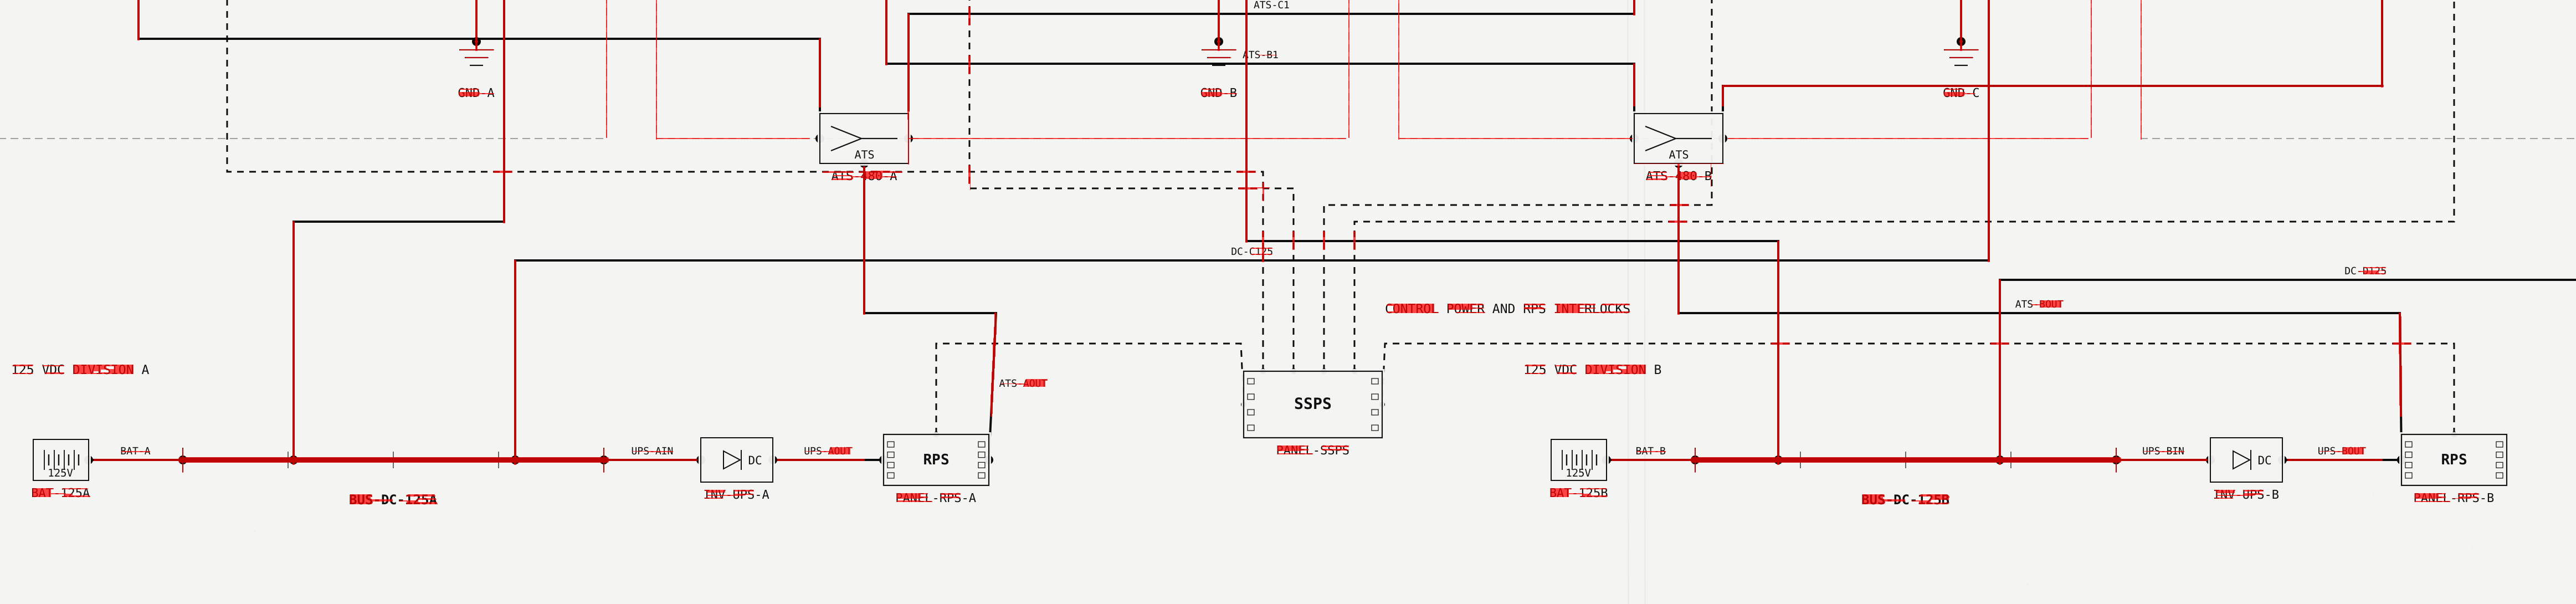 ATS-C1
ATS-B1
GND-A
GND-B
GND-C
ATS
ATS-480-A
ATS
ATS-480-B
DC-C125
DC-D125
ATS-BOUT
CONTROL POWER AND RPS INTERLOCKS
125 VDC DIVISION A
125 VDC DIVISION B
ATS-AOUT
SSPS
PANEL-SSPS
125V
BAT-125A
BAT-A
BUS-DC-125A
UPS-AIN
DC
INV-UPS-A
UPS-AOUT
RPS
PANEL-RPS-A
125V
BAT-125B
BAT-B
BUS-DC-125B
UPS-BIN
DC
INV-UPS-B
UPS-BOUT
RPS
PANEL-RPS-B